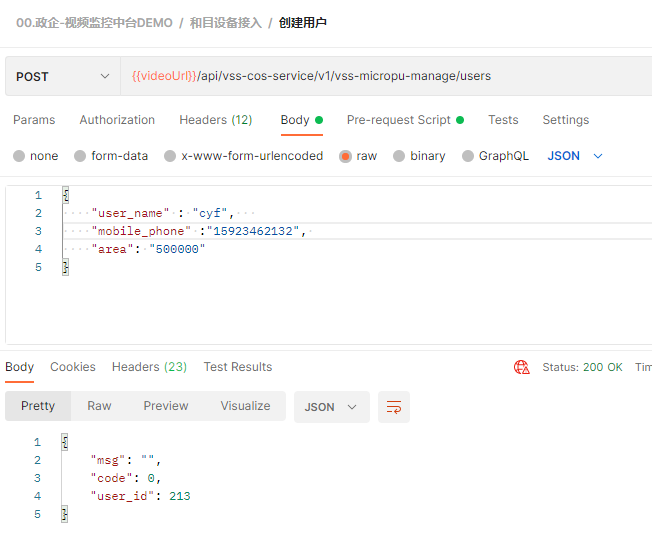 00.政企-视频监控中台DEMO / 和目设备接入 / 创建用户
POST {{videoUrl}}/api/vss-cos-service/v1/vss-micropu-manage/users
Params Authorization Headers (12) Body Pre-request Script Tests Settings
none form-data x-www-form-urlencoded raw binary GraphQL JSON
1 {
2 "user_name" : "cyf",
3 "mobile_phone" :"15923462132",
4 "area": "500000"
5 }
Body Cookies Headers (23) Test Results Status: 200 OK Tim
Pretty Raw Preview Visualize JSON
1 {
2 "msg": "",
3 "code": 0,
4 "user_id": 213
5 }